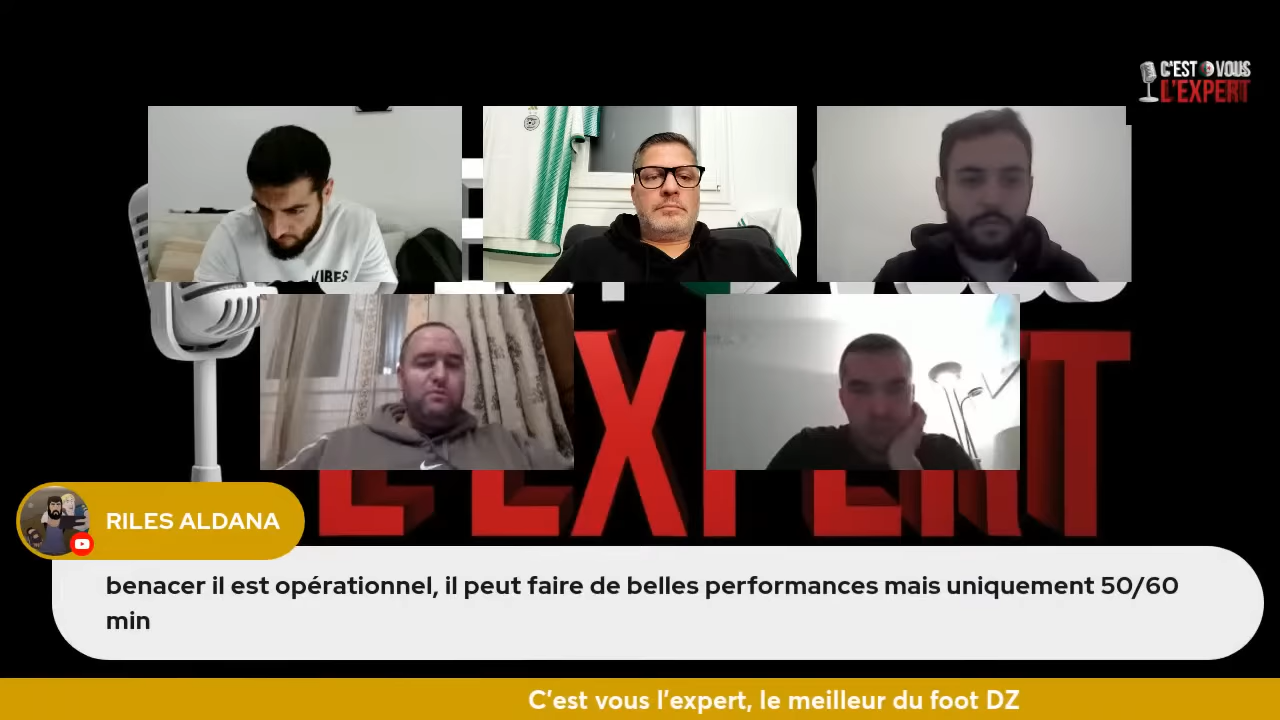 C'EST VOUS
L'EXPERT
VIBES
L'EXPERT
RILES ALDANA
benacer il est opérationnel, il peut faire de belles performances mais uniquement 50/60
min
C'est vous l'expert, le meilleur du foot DZ